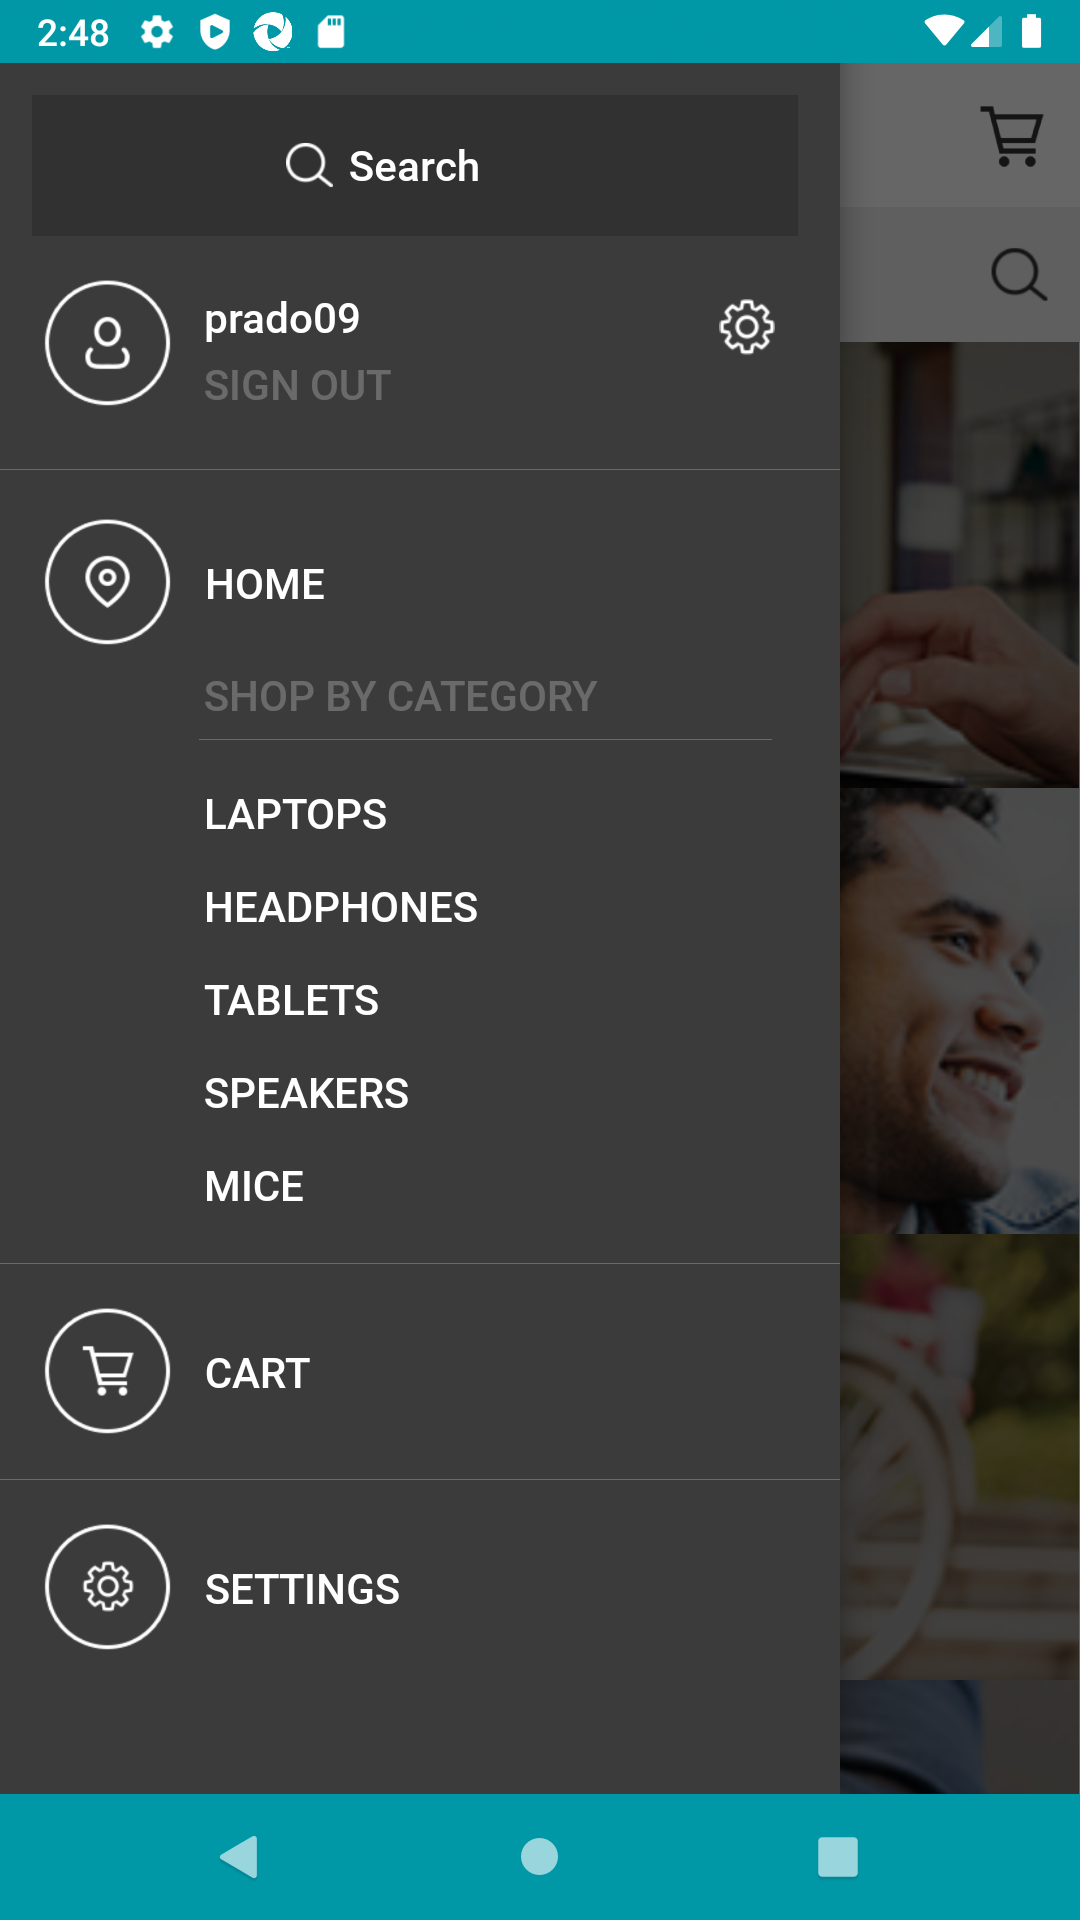 2:48
Search
prado09
SIGN OUT
HOME
SHOP BY CATEGORY
LAPTOPS
HEADPHONES
TABLETS
SPEAKERS
MICE
CART
SETTINGS